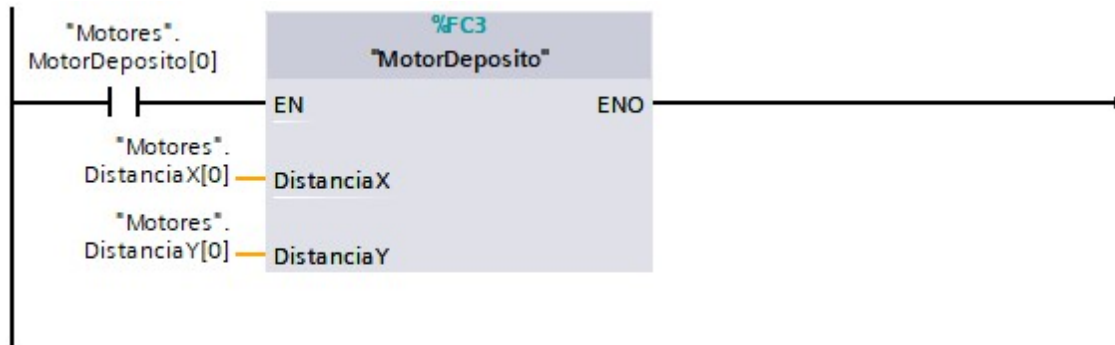 "Motores".
MotorDeposito[0]
%FC3
"MotorDeposito"
EN
ENO
"Motores".
DistanciaX[0]
DistanciaX
"Motores".
DistanciaY[0]
DistanciaY